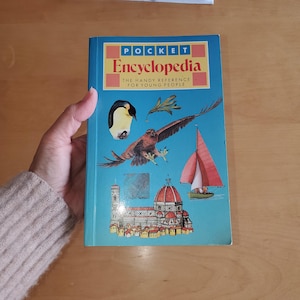 POCKET
Encyclopedia
THE HANDY REFERENCE
FOR YOUNG PEOPLE